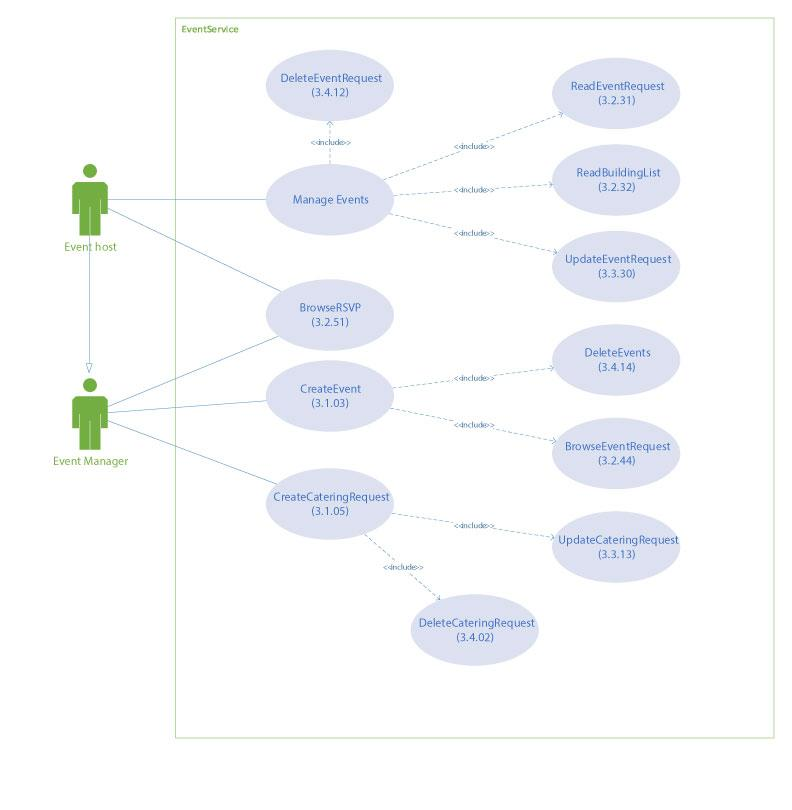 EventService
DeleteEventRequest
(3.4.12)
ReadEventRequest
(3.2.31)
<<include>>
<<include>>
ReadBuildingList
(3.2.32)
<<include>>
Manage Events
<<include>>
Event host
UpdateEventRequest
(3.3.30)
BrowseRSVP
(3.2.51)
DeleteEvents
(3.4.14)
<<include>>
CreateEvent
(3.1.03)
<<include>>
BrowseEventRequest
(3.2.44)
Event Manager
CreateCateringRequest
(3.1.05)
<<include>>
UpdateCateringRequest
(3.3.13)
<<include>>
DeleteCateringRequest
(3.4.02)